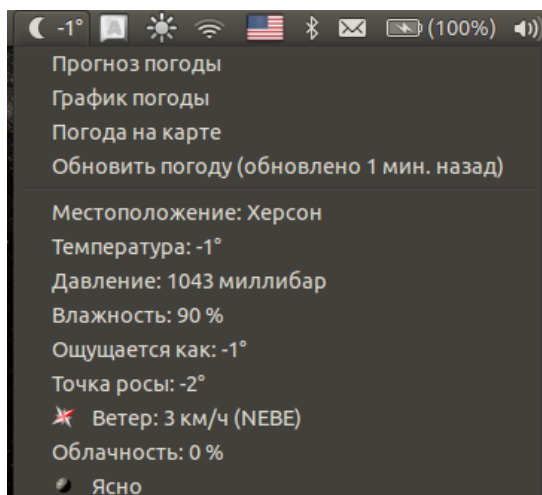 -1° A (100%)
Прогноз погоды
График погоды
Погода на карте
Обновить погоду (обновлено 1 мин. назад)
Местоположение: Херсон
Температура: -1°
Давление: 1043 миллибар
Влажность: 90 %
Ощущается как: -1°
Точка росы: -2°
Ветер: 3 км/ч (NEBE)
Облачность: 0 %
Ясно